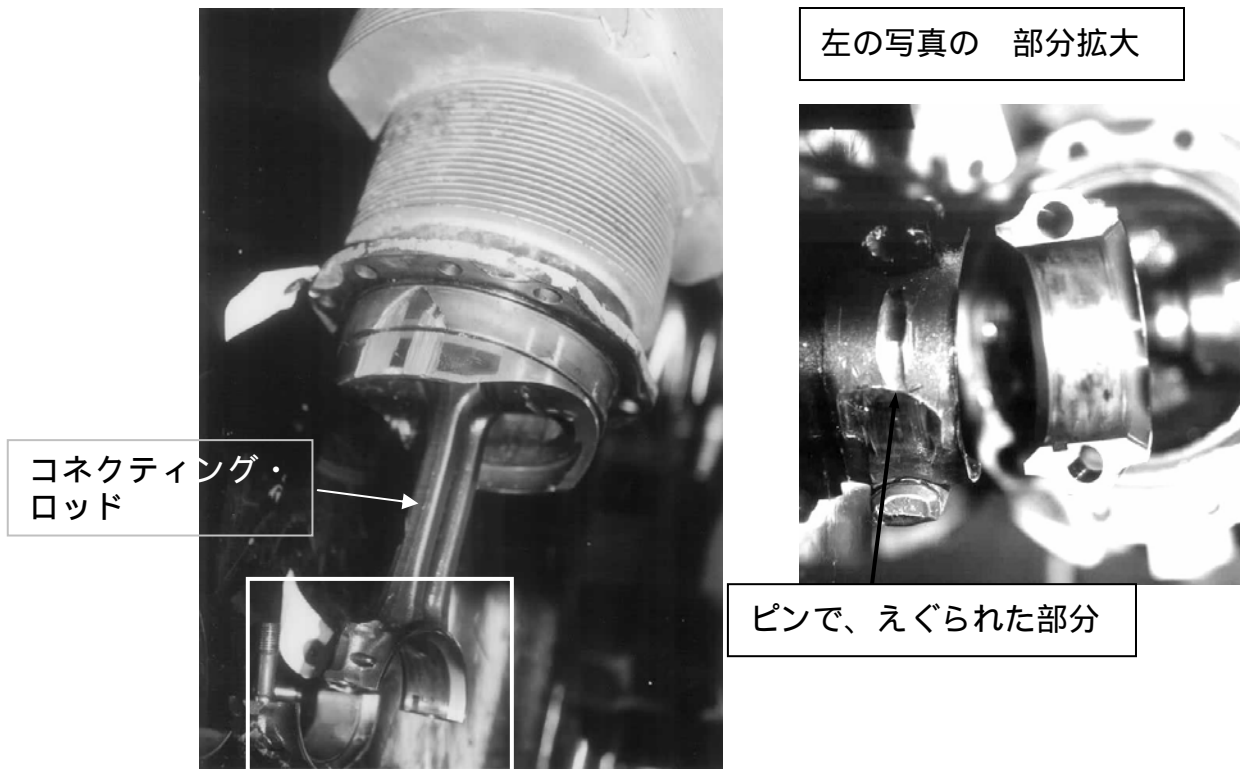 左の写真の　部分拡大
コネクティング・
ロッド
ピンで、えぐられた部分